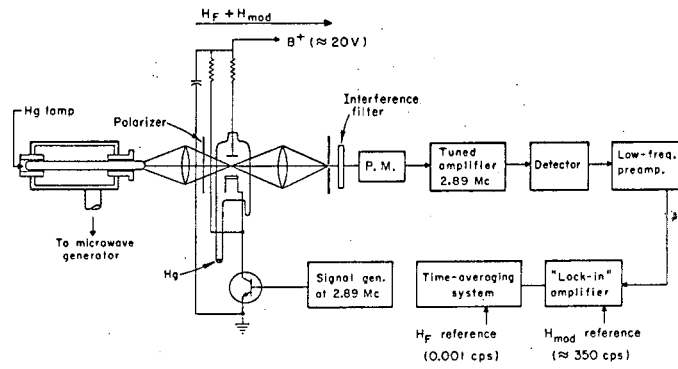 H_F + H_mod
B⁺ (≈ 20V)
Hg lamp
Polarizer
Interference
filter
P. M.
Tuned
amplifier
2.89 Mc
Detector
Low-freq.
preamp.
To microwave
generator
Hg
Signal gen.
at 2.89 Mc
Time-averaging
system
"Lock-in"
amplifier
H_F reference
(0.001 cps)
H_mod reference
(≈ 350 cps)